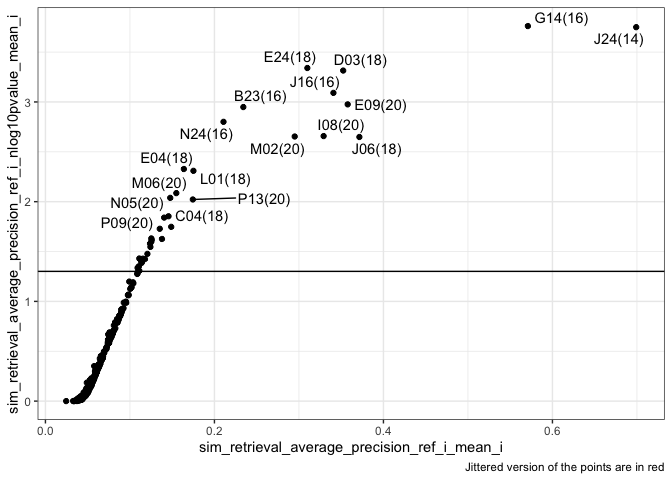 sim_retrieval_average_precision_ref_i_nlog10pvalue_mean_i
G14(16)
J24(14)
E24(18)
D03(18)
J16(16)
3
B23(16)
E09(20)
N24(16)
I08(20)
M02(20)
J06(18)
E04(18)
L01(18)
M06(20)
2
N05(20)
P13(20)
P09(20)
C04(18)
1
0
0.0
0.2
0.4
0.6
sim_retrieval_average_precision_ref_i_mean_i
Jittered version of the points are in red